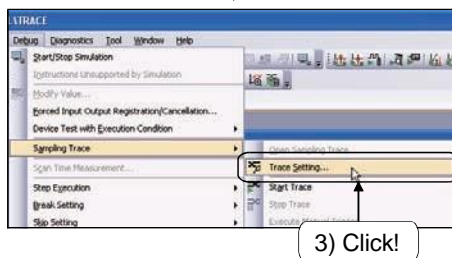 \TRACE
Debug Diagnostics Tool Window Help
Start/Stop Simulation
Instructions Unsupported by Simulation
Modify Value...
Forced Input Output Registration/Cancellation...
Device Test with Execution Condition
Sampling Trace
Open Sampling Trace
Scan Time Measurement...
Trace Setting...
Step Execution
Start Trace
Break Setting
Stop Trace
Skip Setting
Execute Manual Trigger
3) Click!